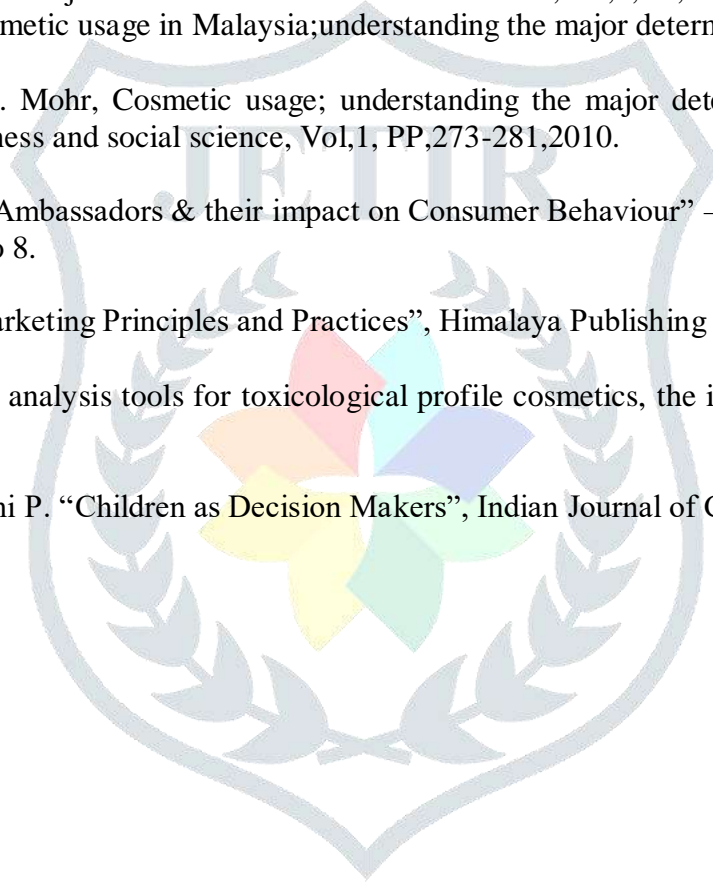 metic usage in Malaysia;understanding the major determ
. Mohr, Cosmetic usage; understanding the major dete
ness and social science, Vol,1, PP,273-281,2010.
JETIR
Ambassadors & their impact on Consumer Behaviour” –
8.
arketing Principles and Practices”, Himalaya Publishing
analysis tools for toxicological profile cosmetics, the i
ni P. “Children as Decision Makers”, Indian Journal of C